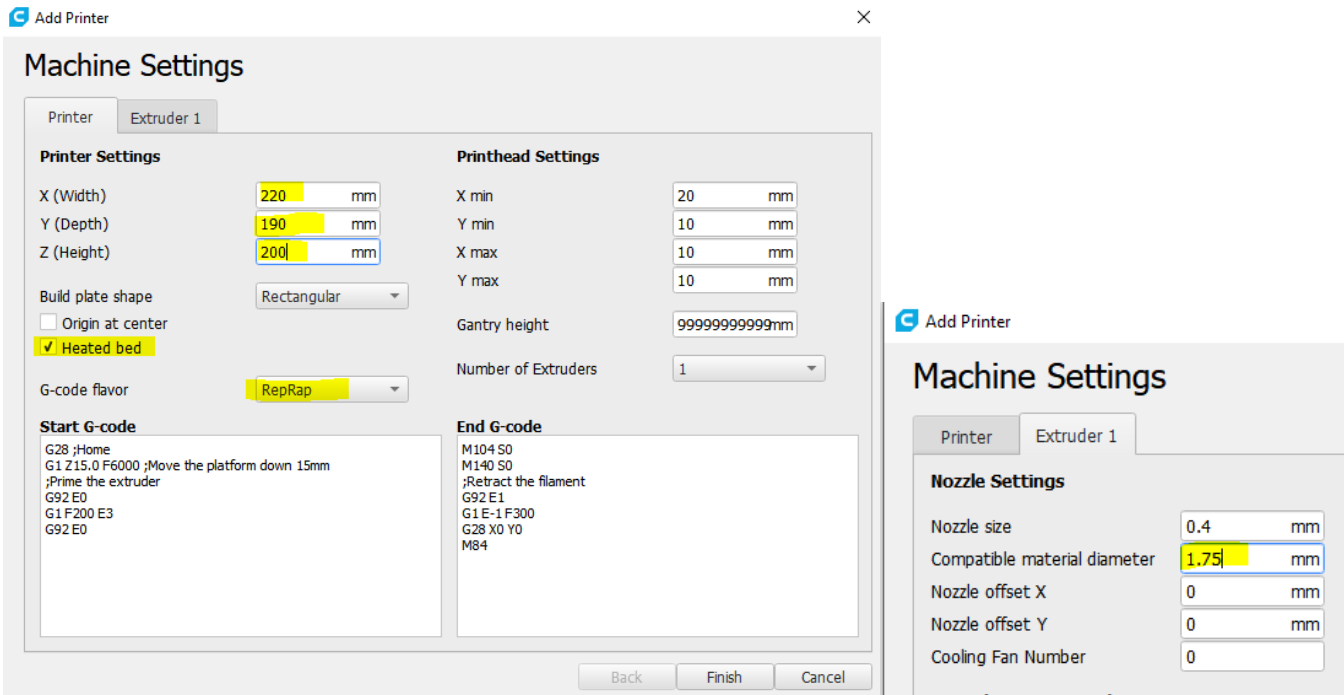 Add Printer
Machine Settings
Printer Extruder 1
Printer Settings
X (Width) 220 mm
Y (Depth) 190 mm
Z (Height) 200 mm
Build plate shape Rectangular
Origin at center
Heated bed
G-code flavor RepRap
Printhead Settings
X min 20 mm
Y min 10 mm
X max 10 mm
Y max 10 mm
Gantry height 99999999999mm
Number of Extruders 1
Start G-code
G28 ;Home
G1 Z15.0 F6000 ;Move the platform down 15mm
;Prime the extruder
G92 E0
G1 F200 E3
G92 E0
End G-code
M104 S0
M140 S0
;Retract the filament
G92 E1
G1 E-1 F300
G28 X0 Y0
M84
Back Finish Cancel
Add Printer
Machine Settings
Printer Extruder 1
Nozzle Settings
Nozzle size 0.4 mm
Compatible material diameter 1.75 mm
Nozzle offset X 0 mm
Nozzle offset Y 0 mm
Cooling Fan Number 0